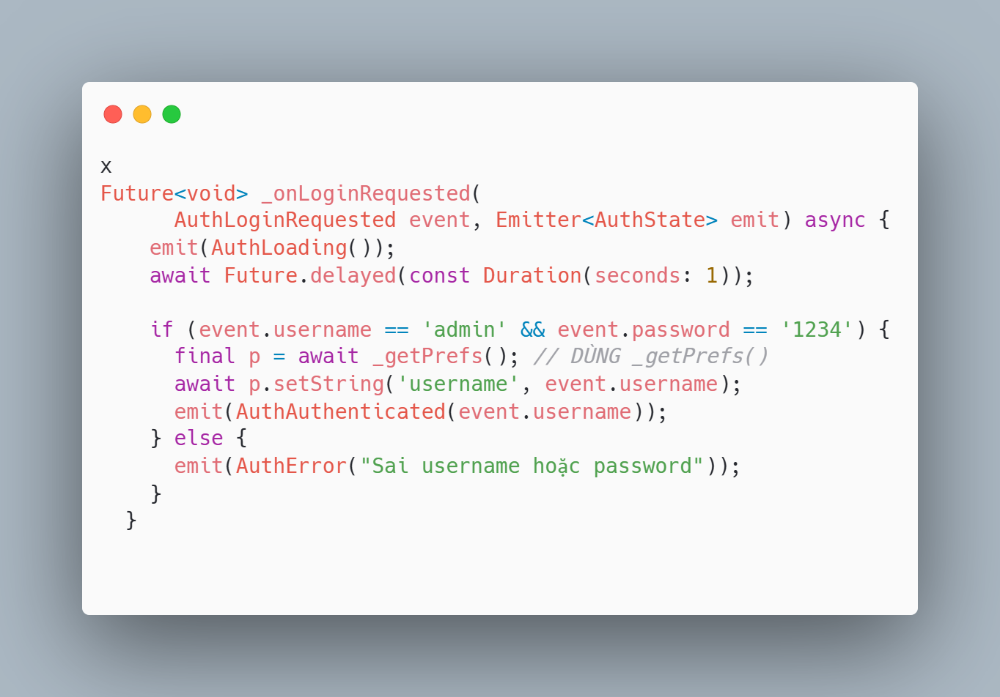 x
Future<void> _onLoginRequested(
      AuthLoginRequested event, Emitter<AuthState> emit) async {
    emit(AuthLoading());
    await Future.delayed(const Duration(seconds: 1));

    if (event.username == 'admin' && event.password == '1234') {
      final p = await _getPrefs(); // DÙNG _getPrefs()
      await p.setString('username', event.username);
      emit(AuthAuthenticated(event.username));
    } else {
      emit(AuthError("Sai username hoặc password"));
    }
  }